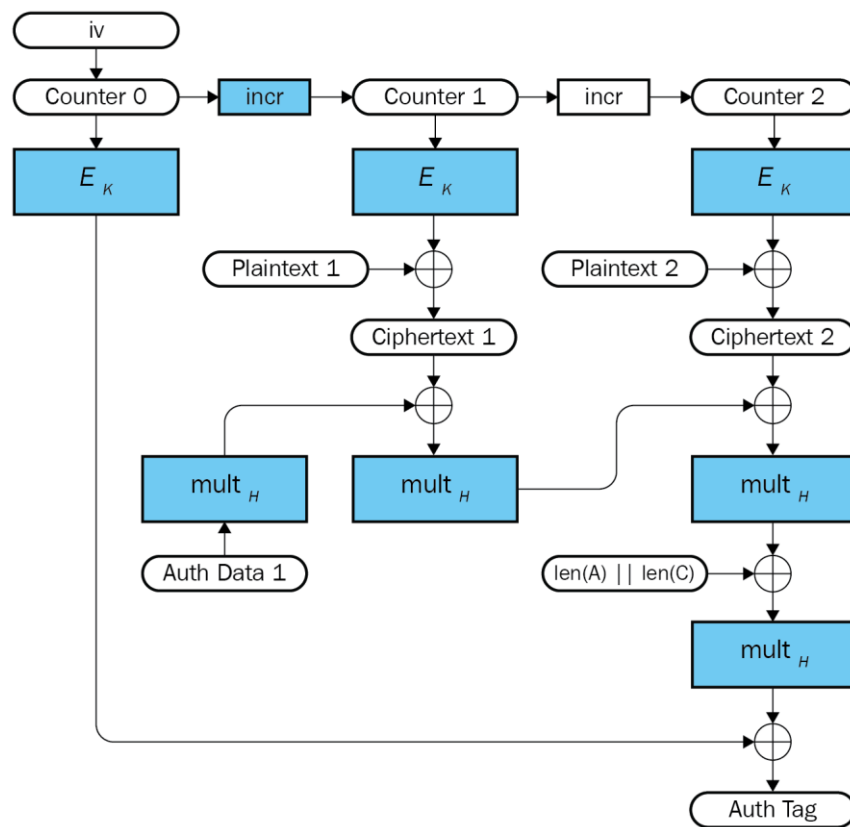 iv
Counter 0
incr
Counter 1
incr
Counter 2
E K
E K
E K
Plaintext 1
Plaintext 2
Ciphertext 1
Ciphertext 2
mult H
mult H
mult H
Auth Data 1
len(A) || len(C)
mult H
Auth Tag